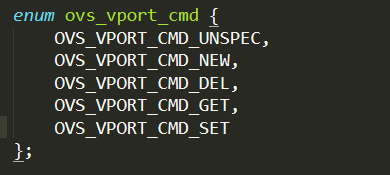 enum ovs_vport_cmd {
    OVS_VPORT_CMD_UNSPEC,
    OVS_VPORT_CMD_NEW,
    OVS_VPORT_CMD_DEL,
    OVS_VPORT_CMD_GET,
    OVS_VPORT_CMD_SET
};